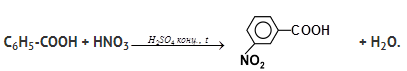 C₆H₅-COOH + HNO₃ H₂SO₄ конц., t COOH NO₂ + H₂O.